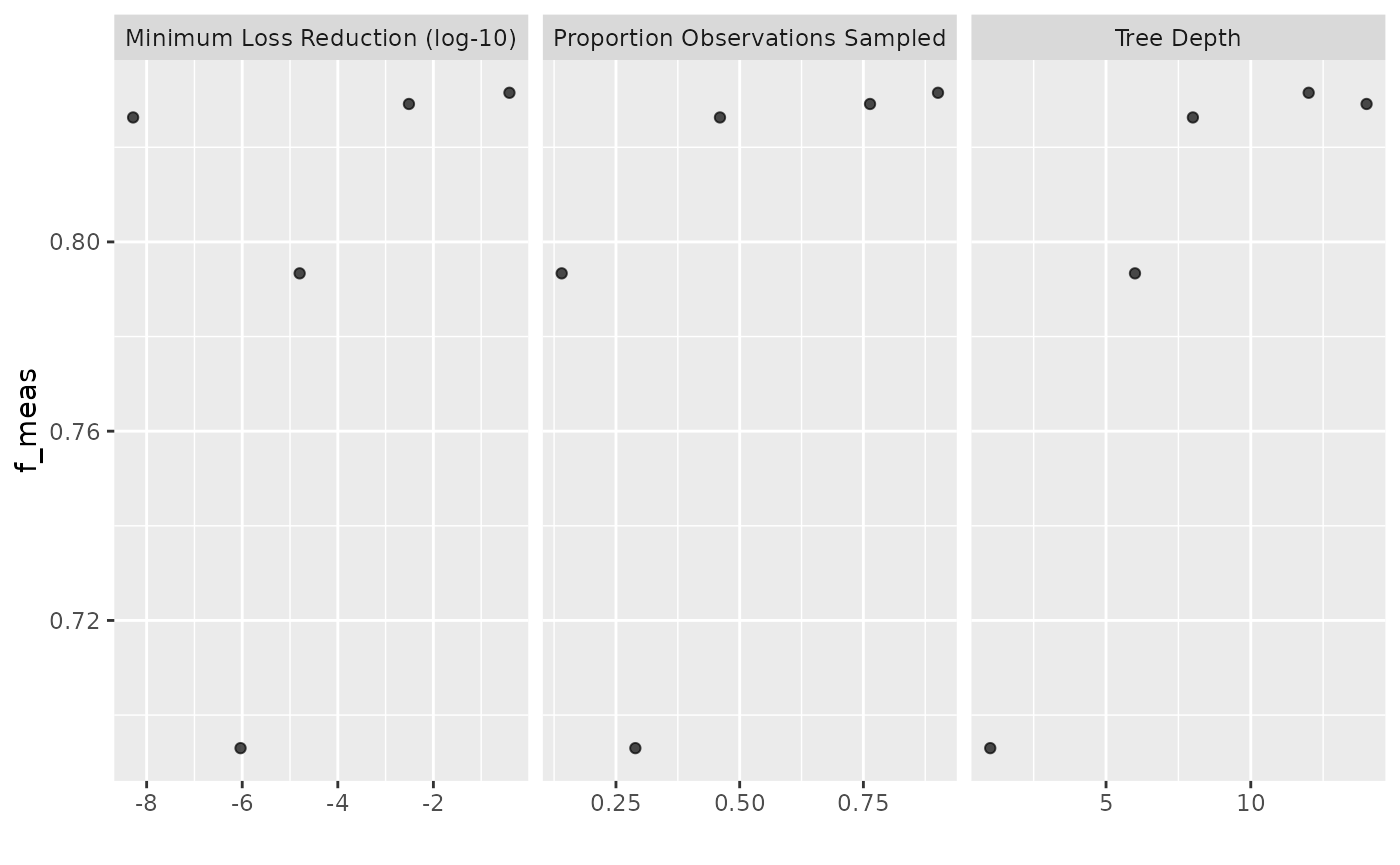 Minimum Loss Reduction (log-10) Proportion Observations Sampled Tree Depth
f_meas
0.80
0.76
0.72
-8 -6 -4 -2 0.25 0.50 0.75 5 10